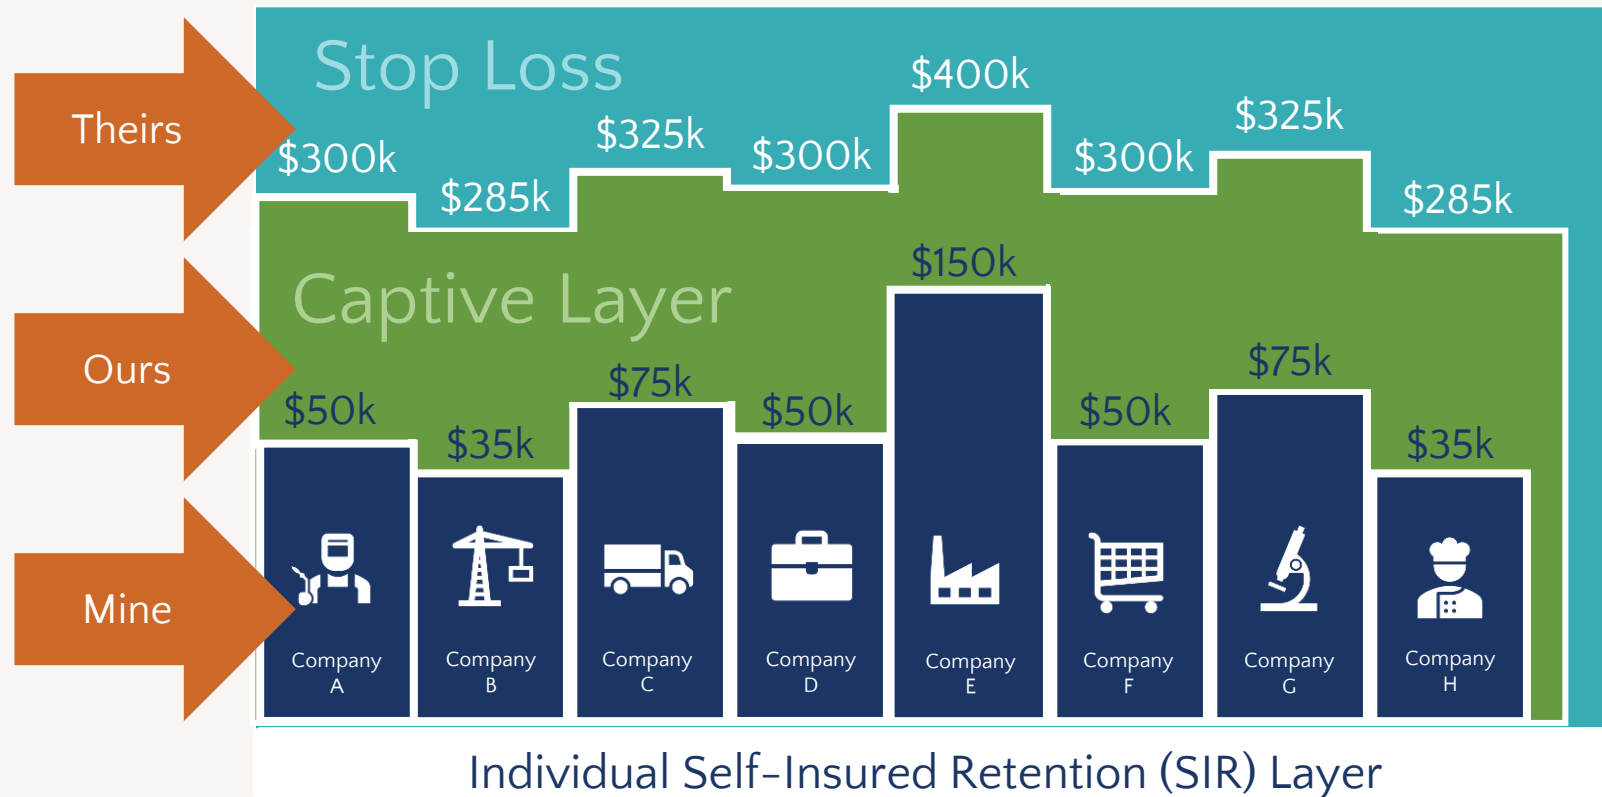 Stop Loss
Theirs
$300k
$285k
$325k
$300k
$400k
$300k
$325k
$285k
Captive Layer
Ours
$50k
$35k
$75k
$50k
$150k
$50k
$75k
$35k
Mine
Company
A
Company
B
Company
C
Company
D
Company
E
Company
F
Company
G
Company
H
Individual Self-Insured Retention (SIR) Layer